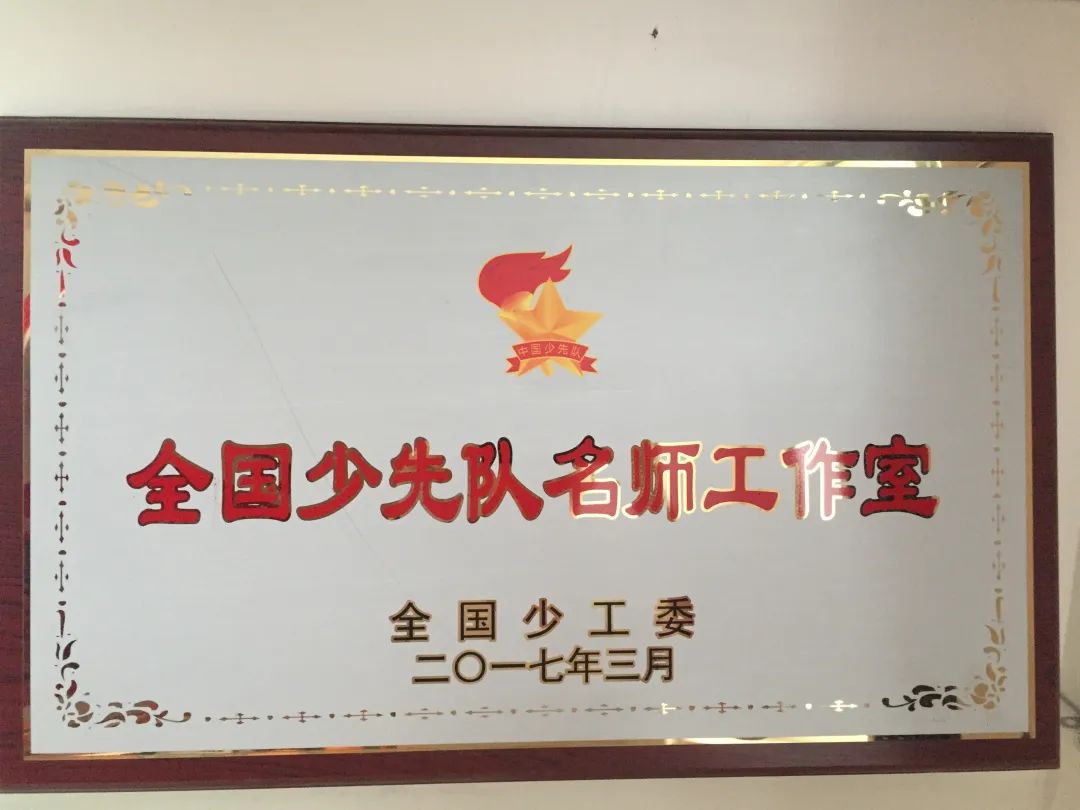 中国少先队
全国少先队名师工作室
全国少工委
二〇一七年三月